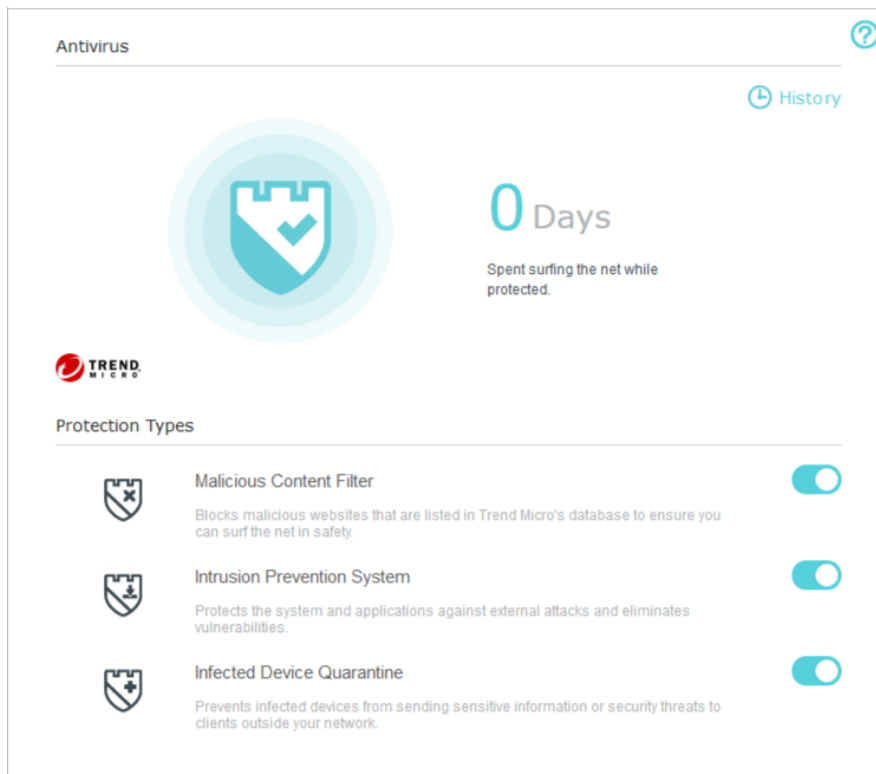 Antivirus
?
History
0 Days
Spent surfing the net while
protected.
TREND
MICRO
Protection Types
Malicious Content Filter
Blocks malicious websites that are listed in Trend Micro's database to ensure you
can surf the net in safety.
Intrusion Prevention System
Protects the system and applications against external attacks and eliminates
vulnerabilities.
Infected Device Quarantine
Prevents infected devices from sending sensitive information or security threats to
clients outside your network.